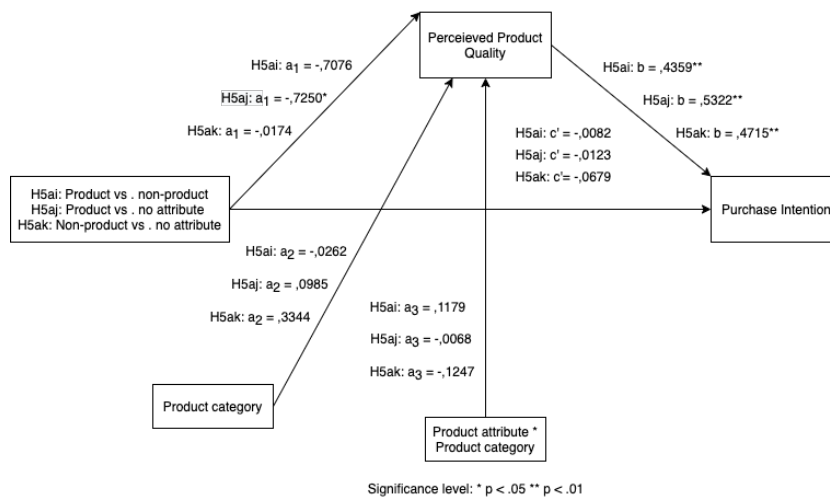 Perceieved Product
Quality
H5ai: a1 = -,7076
H5aj: a1 = -,7250*
H5ak: a1 = -,0174
H5ai: b = ,4359**
H5aj: b = ,5322**
H5ak: b = ,4715**
H5ai: c' = -,0082
H5aj: c' = -,0123
H5ak: c'= -,0679
H5ai: Product vs . non-product
H5aj: Product vs . no attribute
H5ak: Non-product vs . no attribute
Purchase Intention
H5ai: a2 = -,0262
H5aj: a2 = ,0985
H5ak: a2 = ,3344
H5ai: a3 = ,1179
H5aj: a3 = -,0068
H5ak: a3 = -,1247
Product category
Product attribute *
Product category
Significance level: * p < .05 ** p < .01